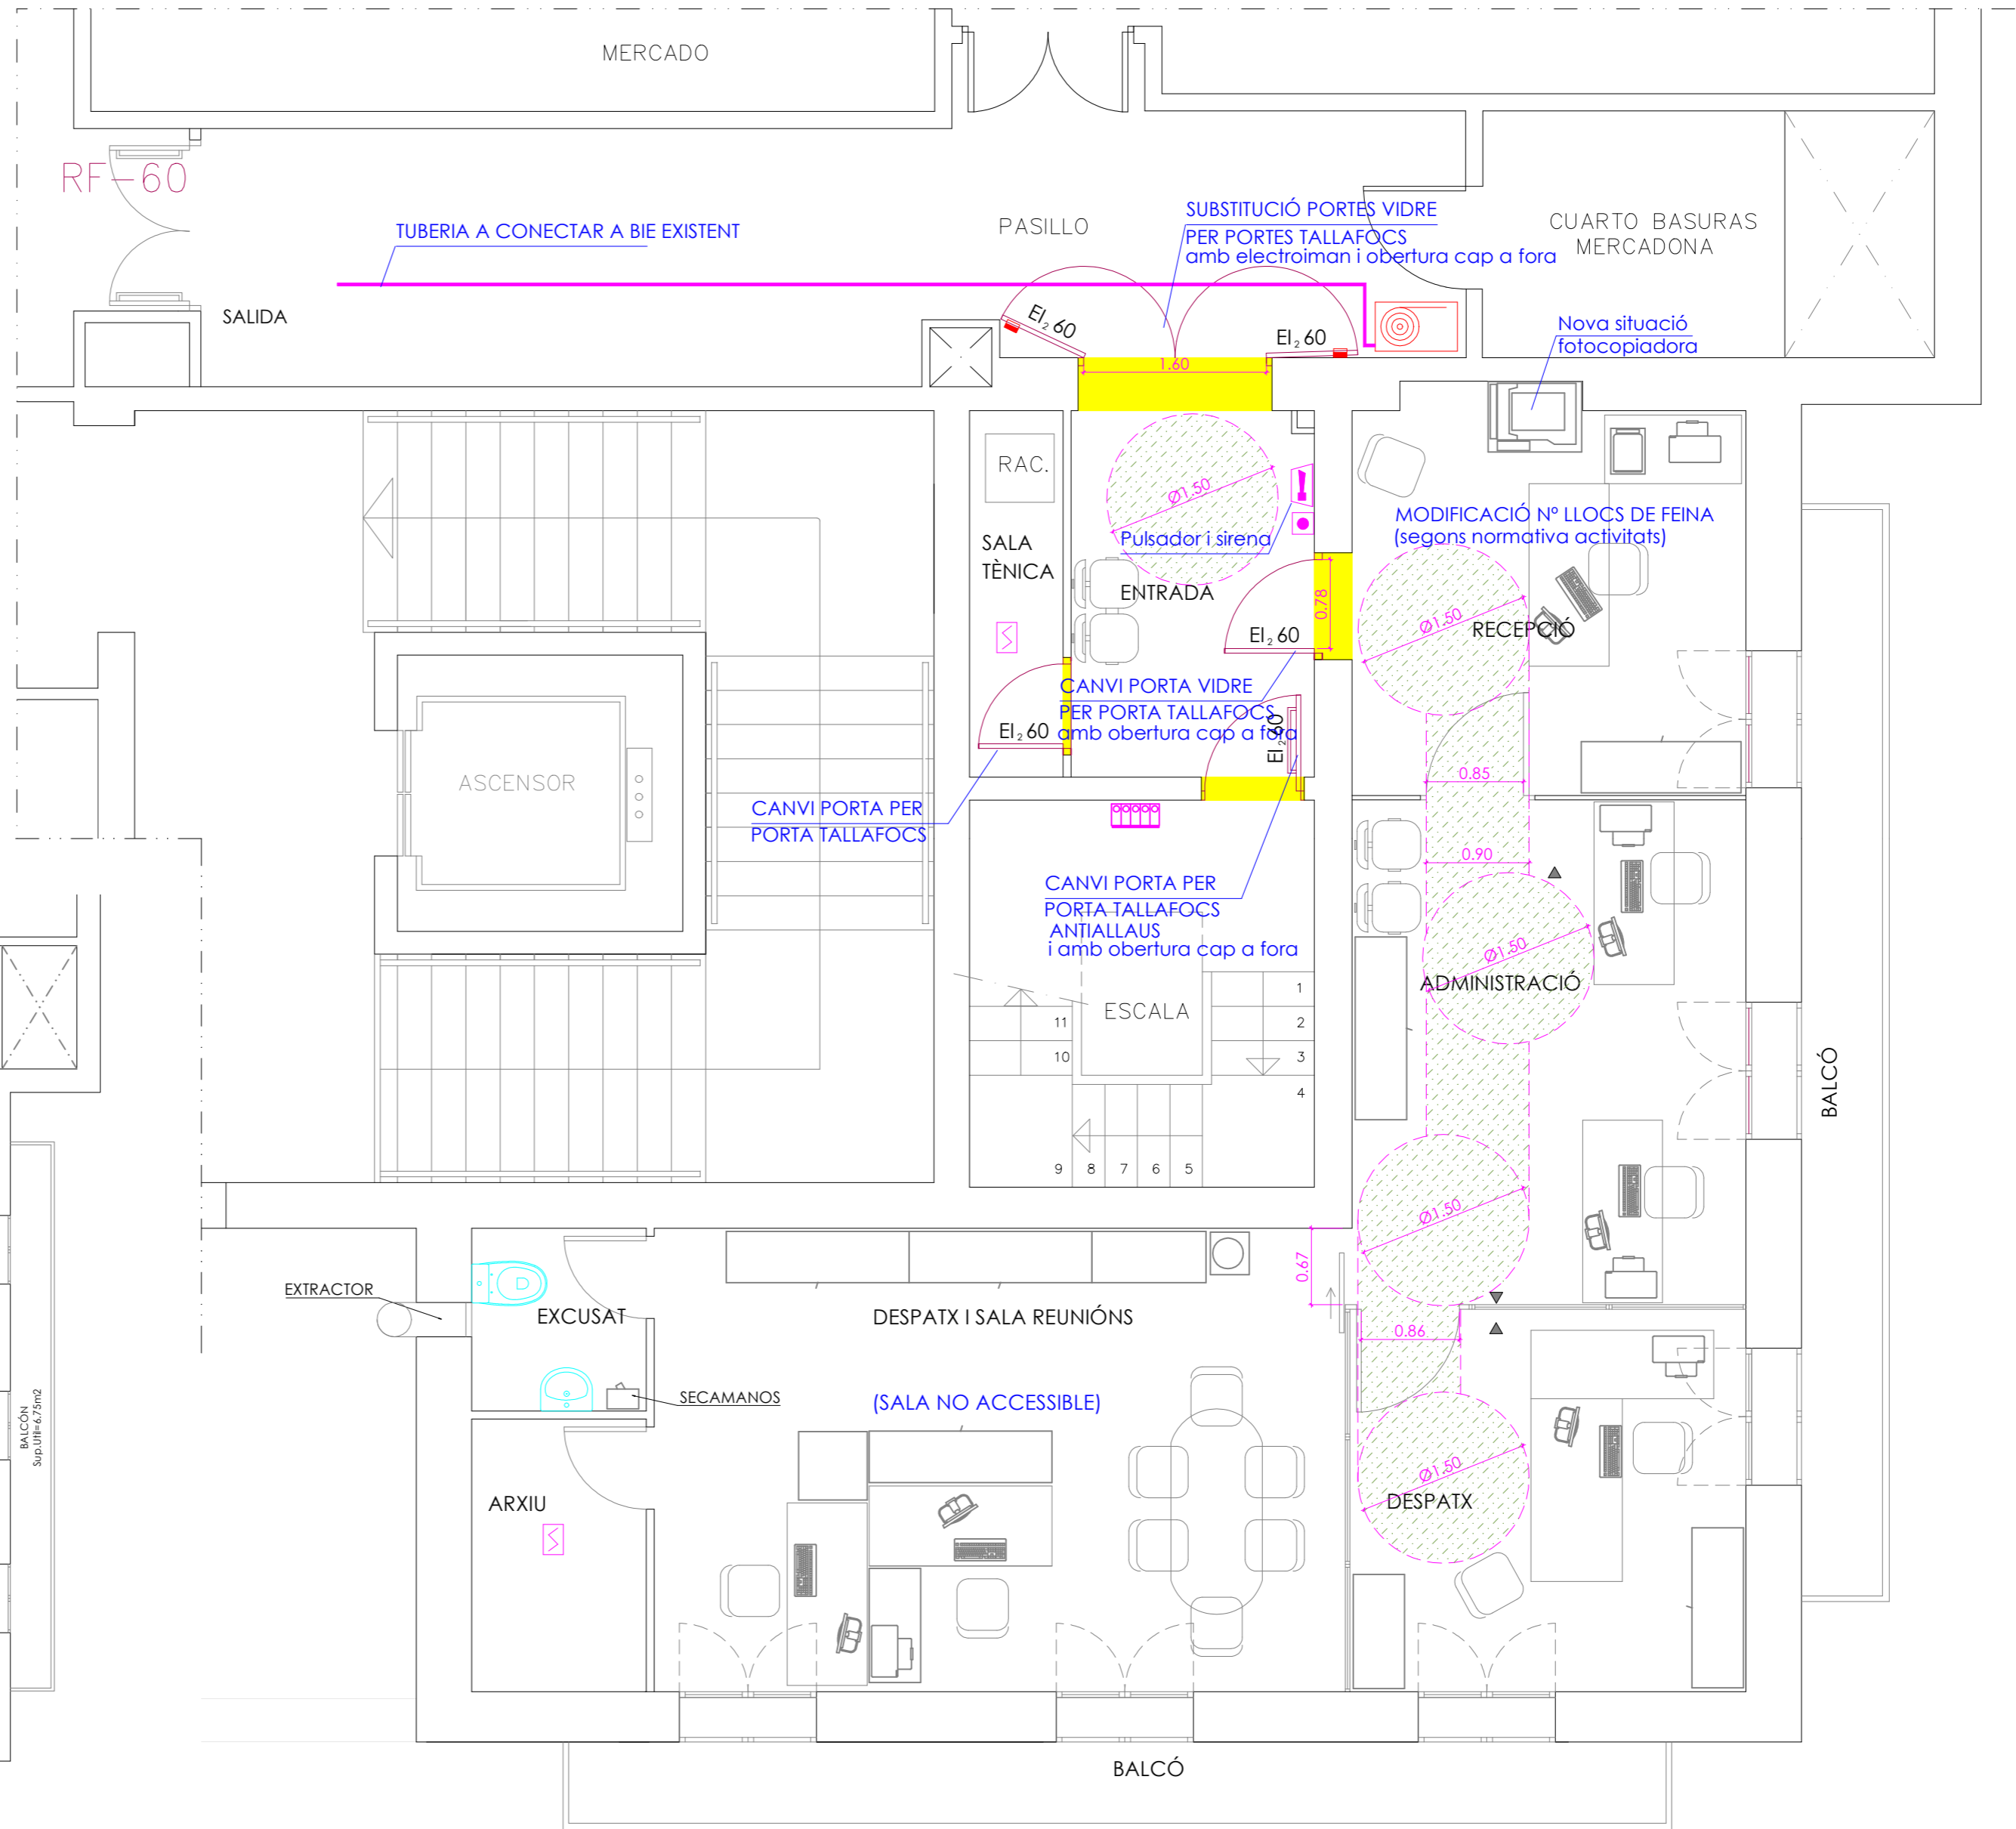 MERCADO
RF-60
TUBERIA A CONECTAR A BIE EXISTENT
PASILLO
SUBSTITUCIÓ PORTES VIDRE
PER PORTES TALLAFOCS
amb electroiman i obertura cap a fora
CUARTO BASURAS
MERCADONA
SALIDA
EI₂ 60
EI₂ 60
1.60
Nova situació
fotocopiadora
RAC.
Ø1.50
SALA
TÈNICA
Pulsador i sirena
ENTRADA
MODIFICACIÓ Nº LLOCS DE FEINA
(segons normativa activitats)
0.78
Ø1.50
RECEPCIÓ
EI₂ 60
CANVI PORTA VIDRE
PER PORTA TALLAFOCS
amb obertura cap a fora
EI₂ 60
EI₂ 60
ASCENSOR
0.85
CANVI PORTA PER
PORTA TALLAFOCS
0.90
CANVI PORTA PER
PORTA TALLAFOCS
ANTIALLAUS
i amb obertura cap a fora
Ø1.50
ADMINISTRACIÓ
ESCALA
1
2
3
4
5
6
7
8
9
10
11
BALCÓ
Ø1.50
0.67
EXTRACTOR
EXCUSAT
DESPATX I SALA REUNIÓNS
0.86
SECAMANOS
(SALA NO ACCESSIBLE)
BALCÓN
Sup.Util=6.75m2
Ø1.50
DESPATX
ARXIU
BALCÓ